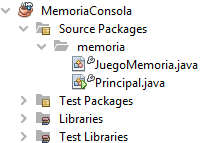 MemoriaConsola
Source Packages
memoria
JuegoMemoria.java
Principal.java
Test Packages
Libraries
Test Libraries